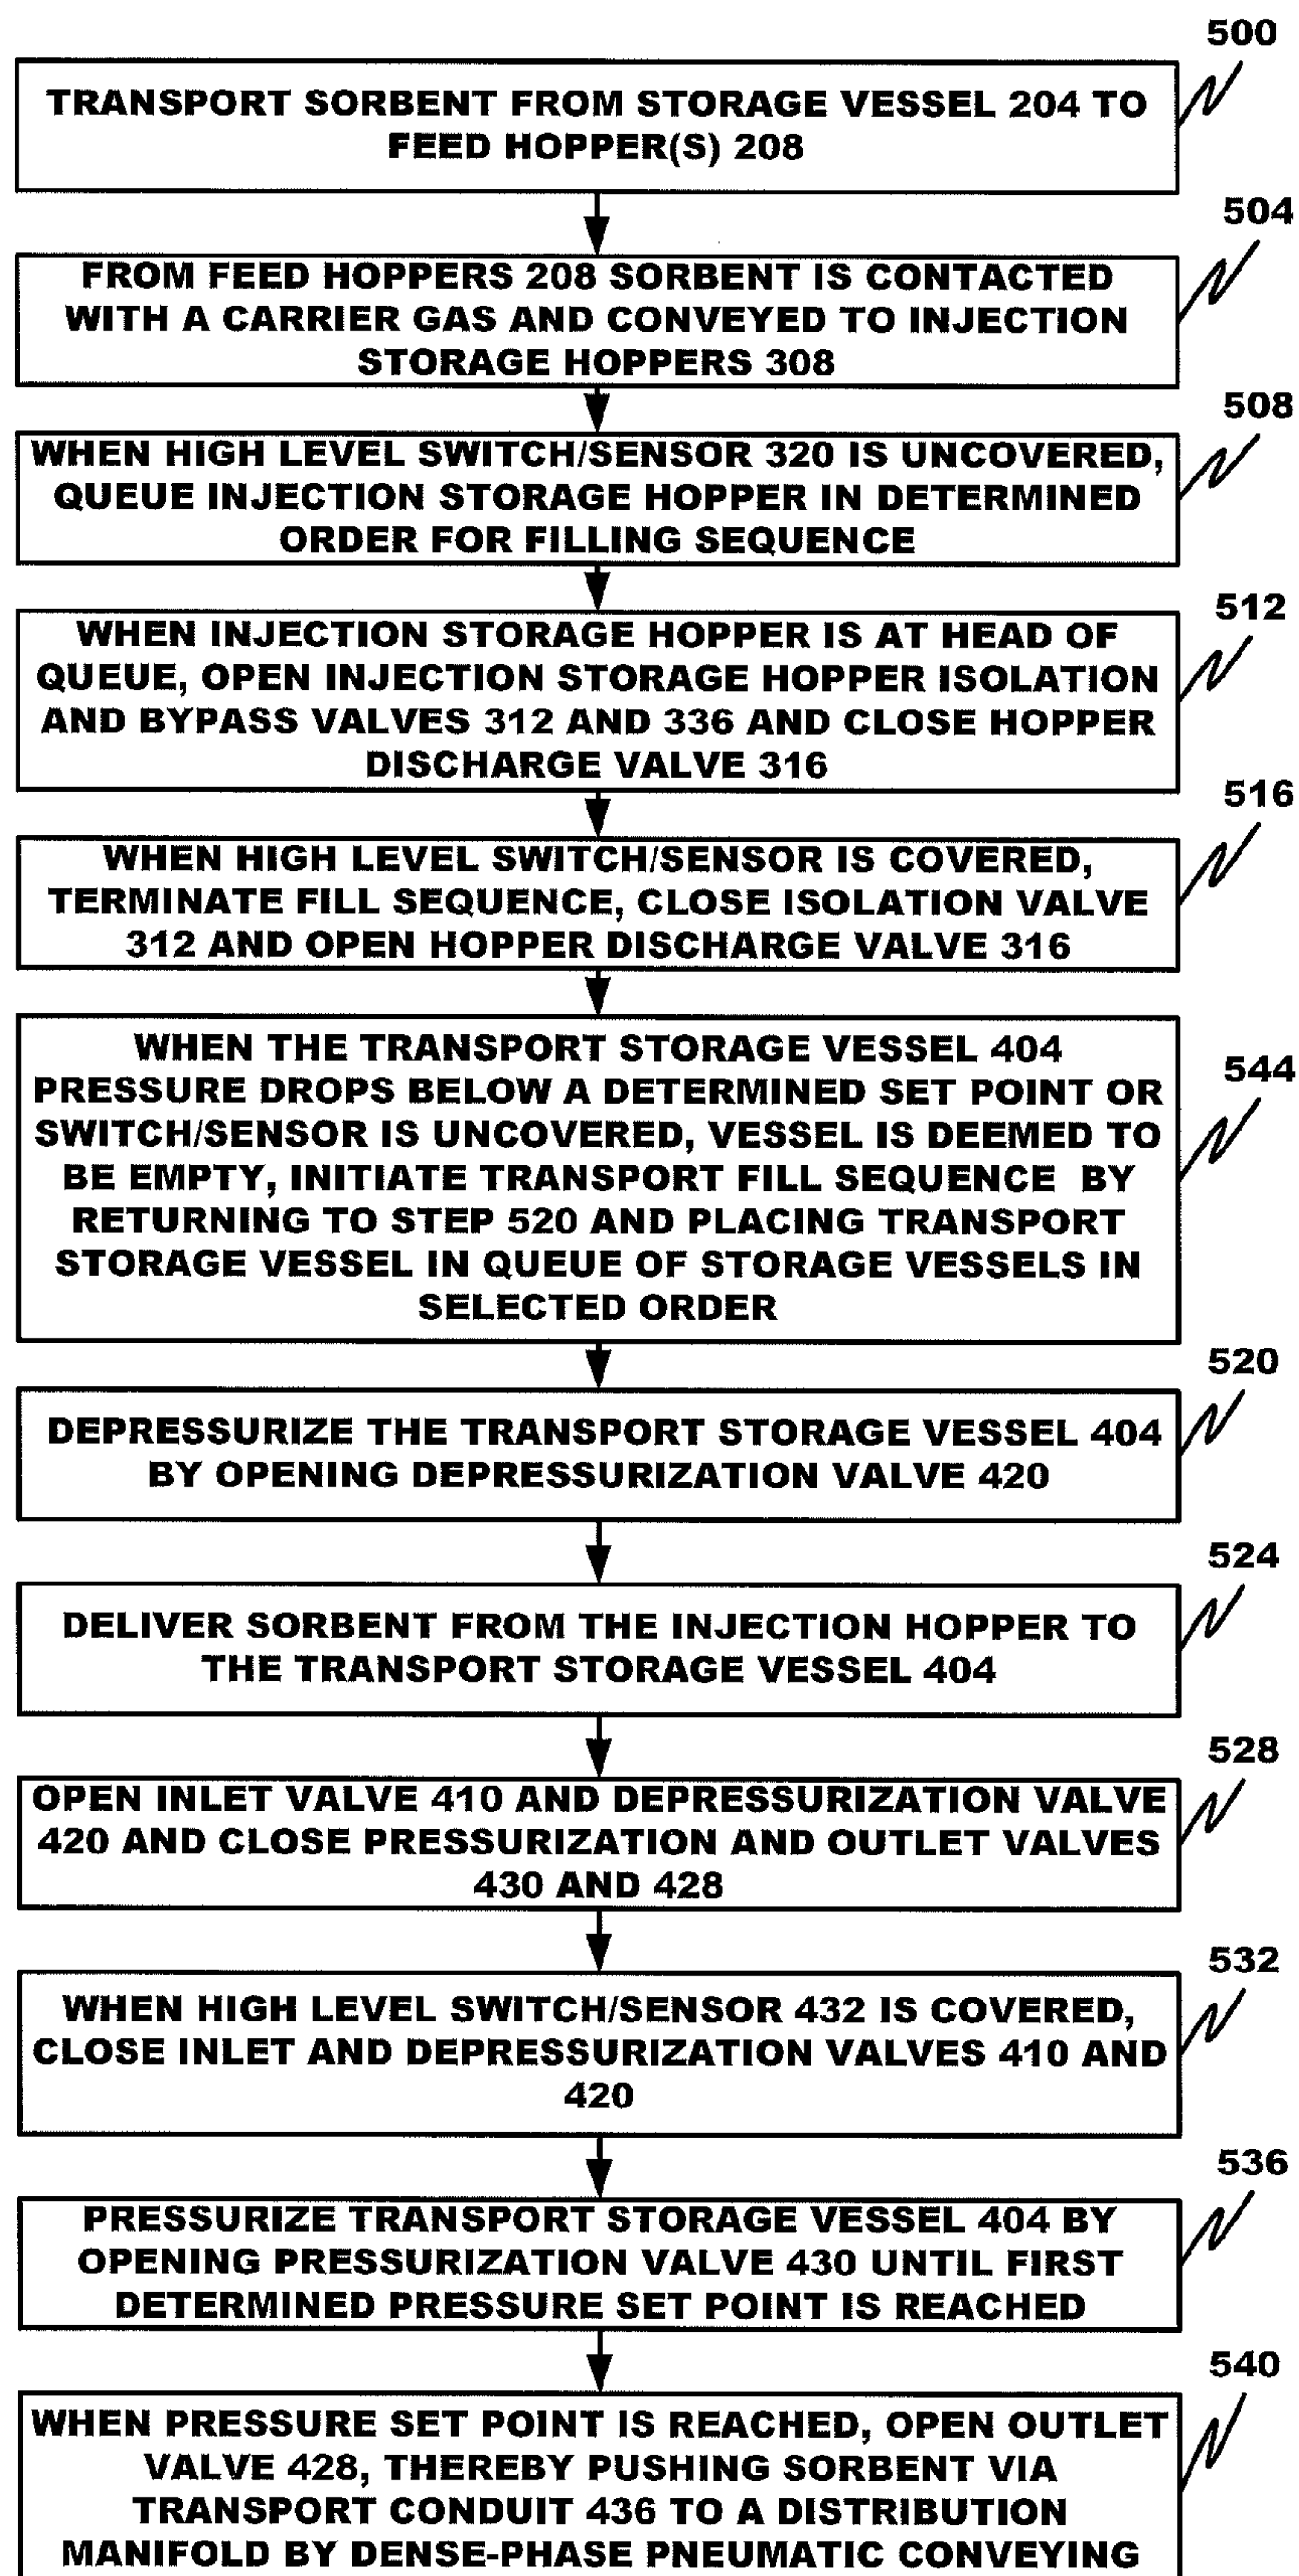 500
TRANSPORT SORBENT FROM STORAGE VESSEL 204 TO
FEED HOPPER(S) 208
504
FROM FEED HOPPERS 208 SORBENT IS CONTACTED
WITH A CARRIER GAS AND CONVEYED TO INJECTION
STORAGE HOPPERS 308
508
WHEN HIGH LEVEL SWITCH/SENSOR 320 IS UNCOVERED,
QUEUE INJECTION STORAGE HOPPER IN DETERMINED
ORDER FOR FILLING SEQUENCE
512
WHEN INJECTION STORAGE HOPPER IS AT HEAD OF
QUEUE, OPEN INJECTION STORAGE HOPPER ISOLATION
AND BYPASS VALVES 312 AND 336 AND CLOSE HOPPER
DISCHARGE VALVE 316
516
WHEN HIGH LEVEL SWITCH/SENSOR IS COVERED,
TERMINATE FILL SEQUENCE, CLOSE ISOLATION VALVE
312 AND OPEN HOPPER DISCHARGE VALVE 316
544
WHEN THE TRANSPORT STORAGE VESSEL 404
PRESSURE DROPS BELOW A DETERMINED SET POINT OR
SWITCH/SENSOR IS UNCOVERED, VESSEL IS DEEMED TO
BE EMPTY, INITIATE TRANSPORT FILL SEQUENCE BY
RETURNING TO STEP 520 AND PLACING TRANSPORT
STORAGE VESSEL IN QUEUE OF STORAGE VESSELS IN
SELECTED ORDER
520
DEPRESSURIZE THE TRANSPORT STORAGE VESSEL 404
BY OPENING DEPRESSURIZATION VALVE 420
524
DELIVER SORBENT FROM THE INJECTION HOPPER TO
THE TRANSPORT STORAGE VESSEL 404
528
OPEN INLET VALVE 410 AND DEPRESSURIZATION VALVE
420 AND CLOSE PRESSURIZATION AND OUTLET VALVES
430 AND 428
532
WHEN HIGH LEVEL SWITCH/SENSOR 432 IS COVERED,
CLOSE INLET AND DEPRESSURIZATION VALVES 410 AND
420
536
PRESSURIZE TRANSPORT STORAGE VESSEL 404 BY
OPENING PRESSURIZATION VALVE 430 UNTIL FIRST
DETERMINED PRESSURE SET POINT IS REACHED
540
WHEN PRESSURE SET POINT IS REACHED, OPEN OUTLET
VALVE 428, THEREBY PUSHING SORBENT VIA
TRANSPORT CONDUIT 436 TO A DISTRIBUTION
MANIFOLD BY DENSE-PHASE PNEUMATIC CONVEYING